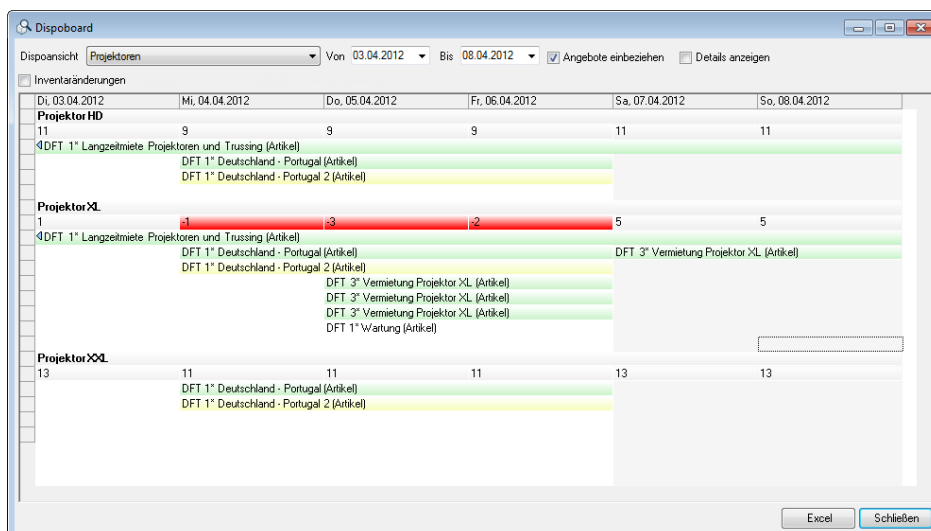 Dispoboard
Dispoansicht Projektoren Von 03.04.2012 Bis 08.04.2012 Angebote einbeziehen Details anzeigen
Inventaränderungen
Di, 03.04.2012 Mi, 04.04.2012 Do, 05.04.2012 Fr, 06.04.2012 Sa, 07.04.2012 So, 08.04.2012
Projektor HD
11 9 9 9 11 11
DFT 1* Langzeitmiete Projektoren und Trussing (Artikel)
DFT 1* Deutschland - Portugal (Artikel)
DFT 1* Deutschland - Portugal 2 (Artikel)
Projektor XL
1 -1 -3 -2 5 5
DFT 1* Langzeitmiete Projektoren und Trussing (Artikel)
DFT 1* Deutschland - Portugal (Artikel) DFT 3* Vermietung Projektor XL (Artikel)
DFT 1* Deutschland - Portugal 2 (Artikel)
DFT 3* Vermietung Projektor XL (Artikel)
DFT 3* Vermietung Projektor XL (Artikel)
DFT 3* Vermietung Projektor XL (Artikel)
DFT 1* Wartung (Artikel)
Projektor XXL
13 11 11 11 13 13
DFT 1* Deutschland - Portugal (Artikel)
DFT 1* Deutschland - Portugal 2 (Artikel)
Excel Schließen